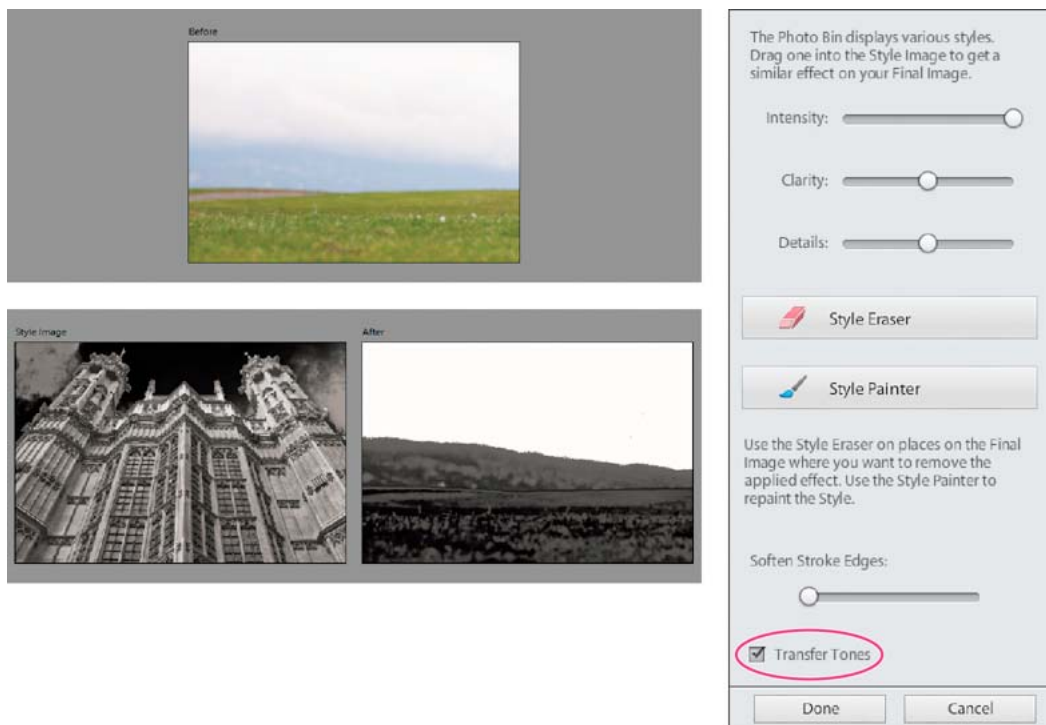 Before
Style Image
After
The Photo Bin displays various styles.
Drag one into the Style Image to get a
similar effect on your Final Image.
Intensity:
Clarity:
Details:
Style Eraser
Style Painter
Use the Style Eraser on places on the Final
Image where you want to remove the
applied effect. Use the Style Painter to
repaint the Style.
Soften Stroke Edges:
Transfer Tones
Done
Cancel